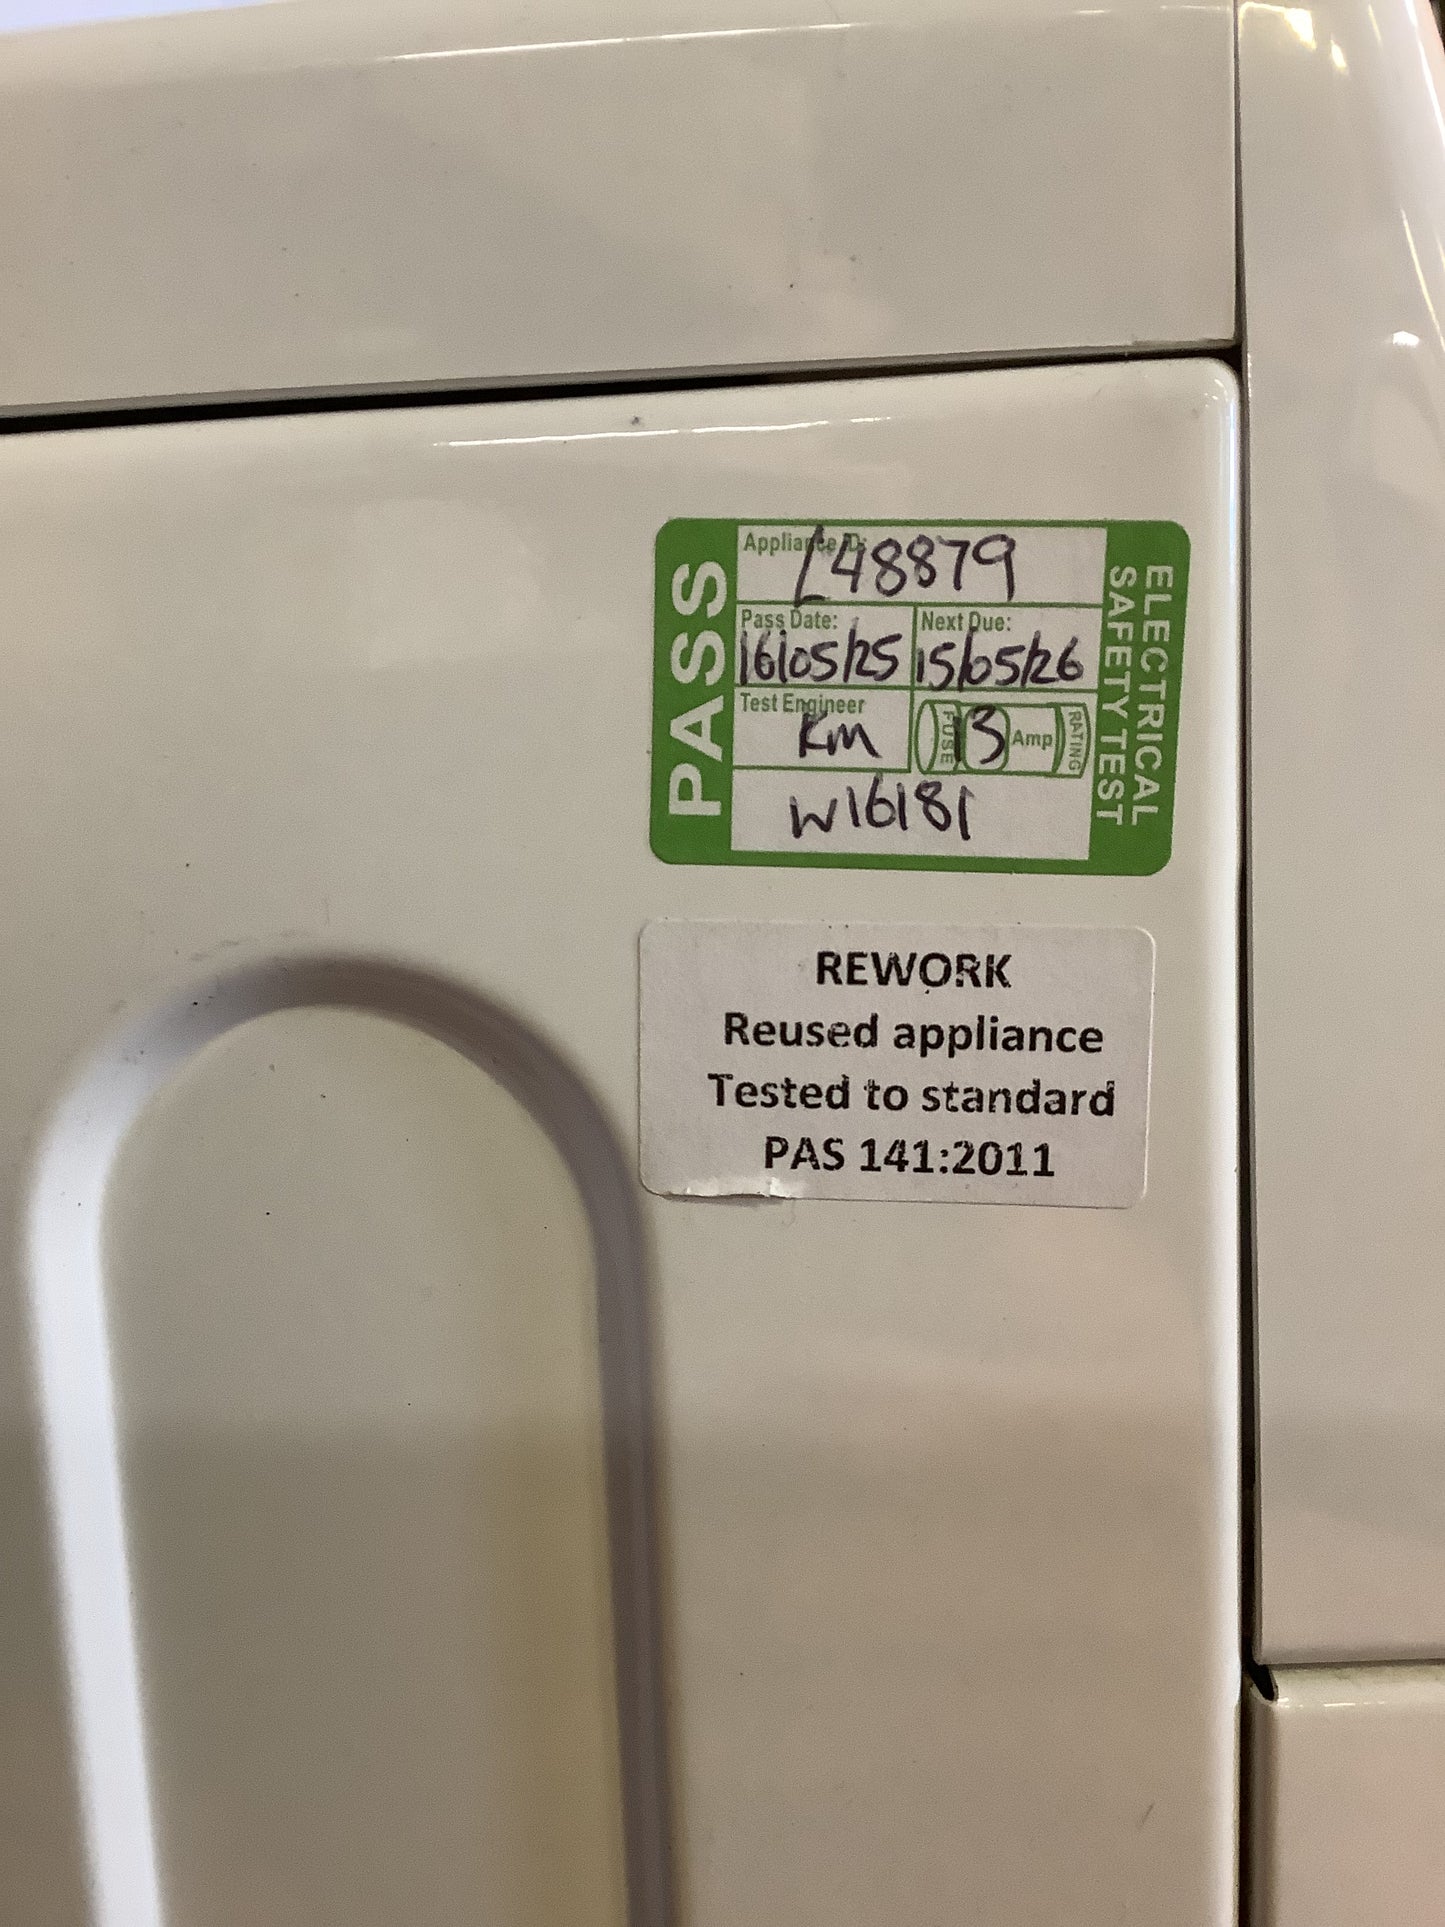 PASS
Appliance ID:
L48879
Pass Date: Next Due:
16/05/25 15/05/26
Test Engineer
KM
FUSE 13 Amp RATING
W16181
ELECTRICAL
SAFETY TEST
REWORK
Reused appliance
Tested to standard
PAS 141:2011